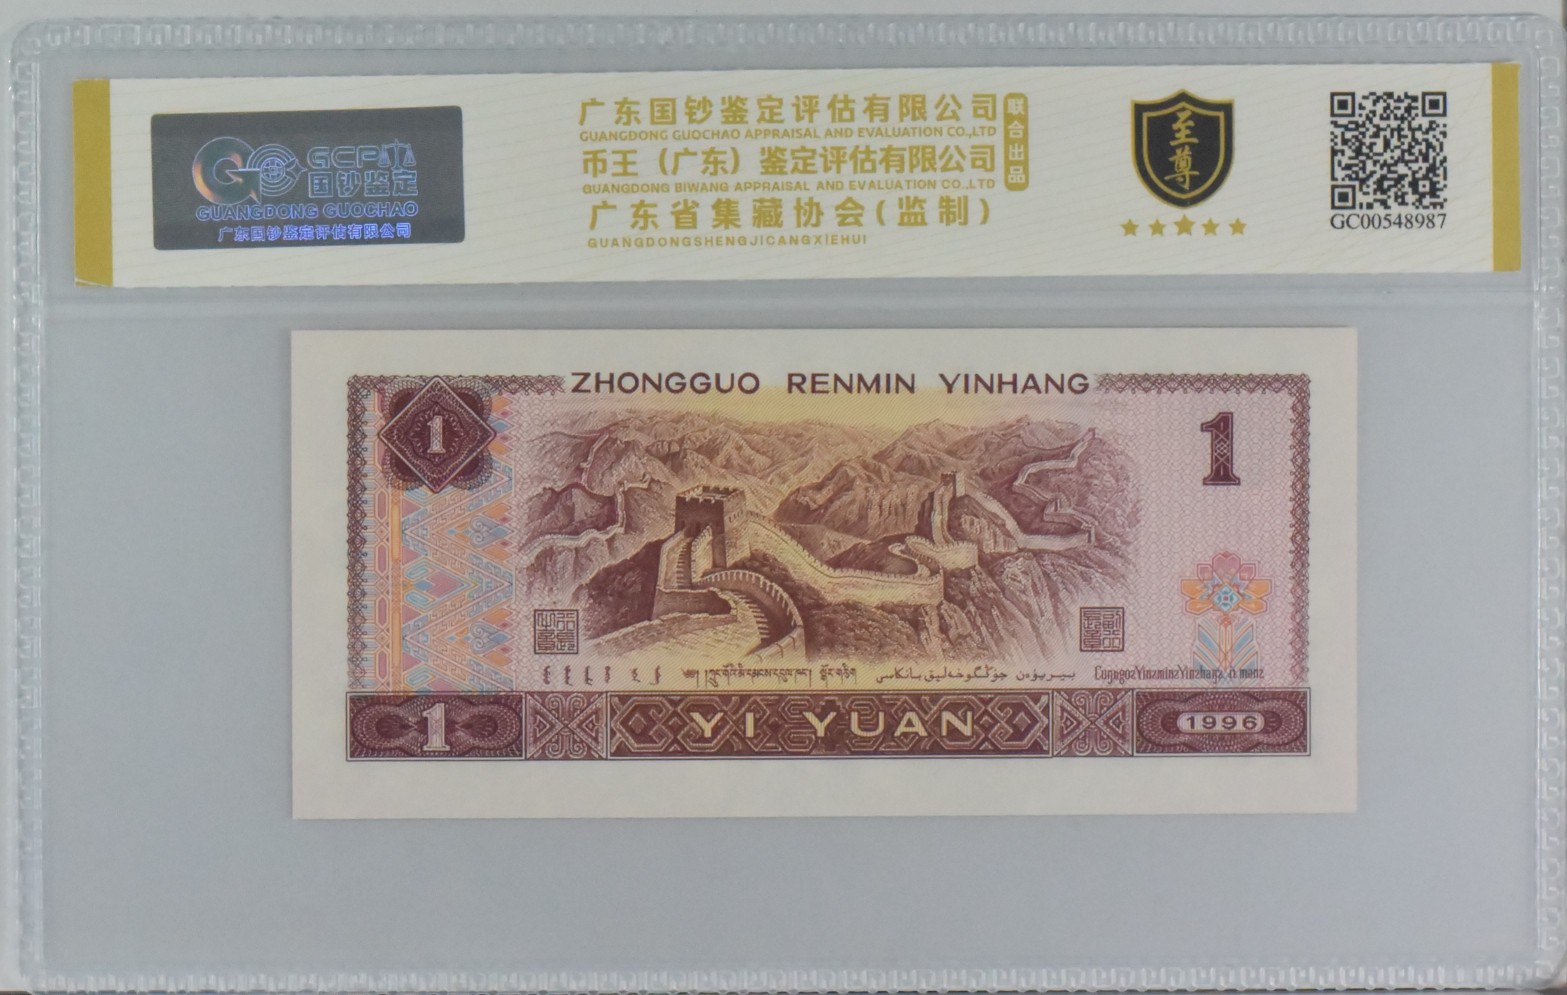 GCP
国钞鉴定
GUANGDONG GUOCHAO
广东国钞鉴定评估有限公司
广东国钞鉴定评估有限公司
GUANGDONG GUOCHAO APPRAISAL AND EVALUATION CO.,LTD
币王（广东）鉴定评估有限公司
GUANGDONG BIWANG APPRAISAL AND EVALUATION CO.,LTD
广东省集藏协会(监制)
GUANGDONGSHENGJICANGXIEHUI
联合出品
至尊
GC00548987
ZHONGGUO RENMIN YINHANG
1
1
1
YI YUAN
1996